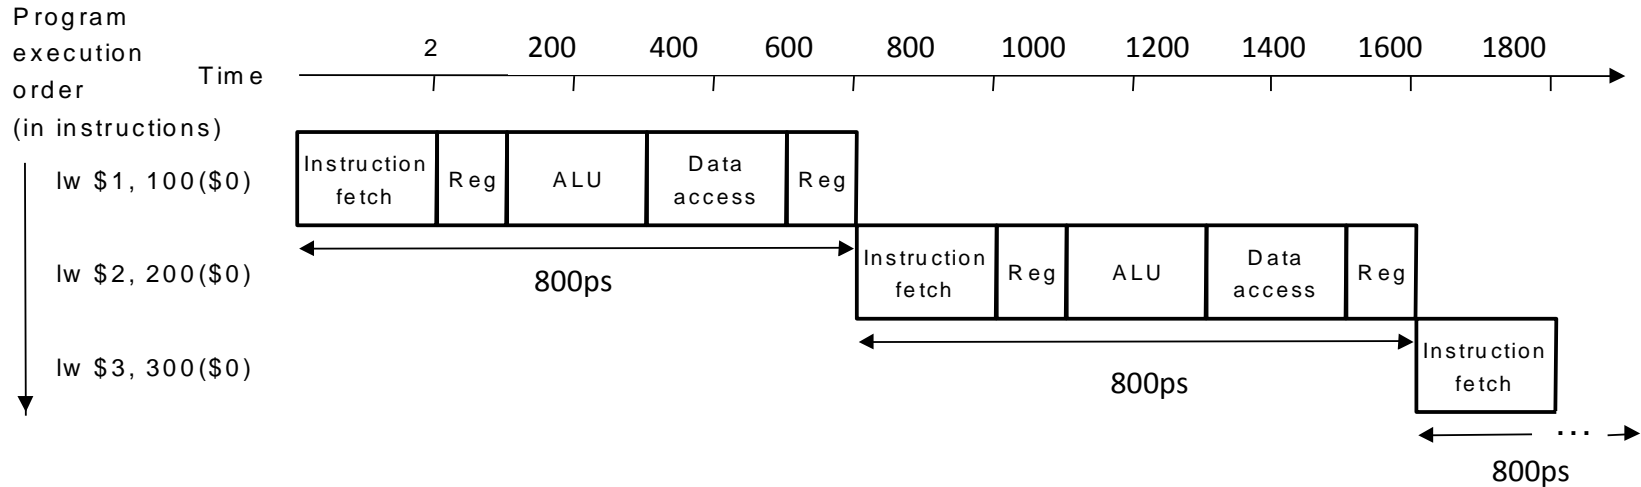 Program
execution
order
(in instructions)
Time
2 200 400 600 800 1000 1200 1400 1600 1800
lw $1, 100($0)
Instruction
fetch
Reg
ALU
Data
access
Reg
800ps
lw $2, 200($0)
Instruction
fetch
Reg
ALU
Data
access
Reg
800ps
lw $3, 300($0)
Instruction
fetch
...
800ps